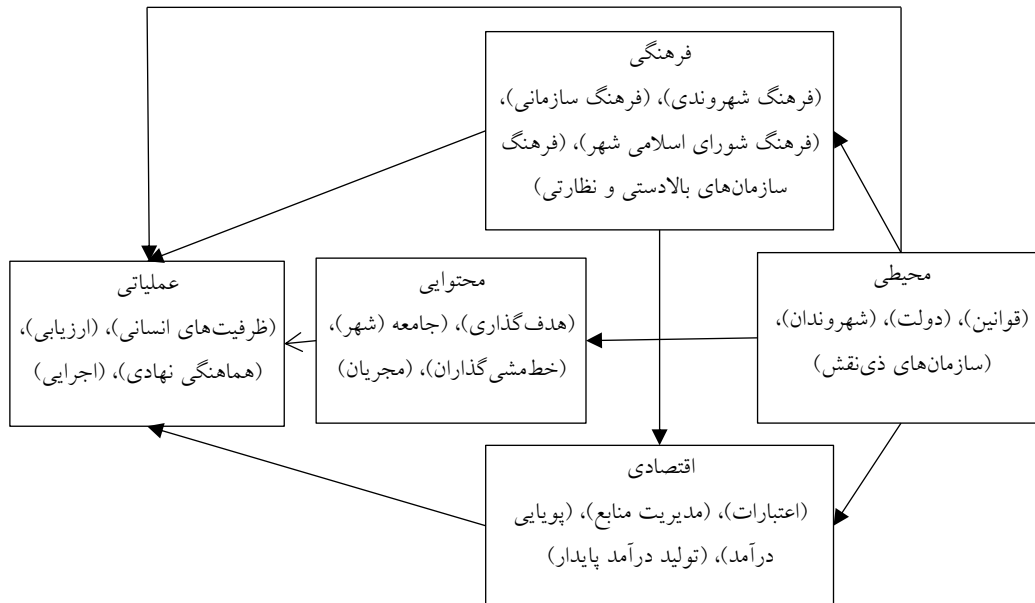 فرهنگی
(فرهنگ شهروندی)، (فرهنگ سازمانی)،
(فرهنگ شورای اسلامی شهر)، (فرهنگ
سازمان‌های بالادستی و نظارتی)
محیطی
(قوانین)، (دولت)، (شهروندان)،
(سازمان‌های ذی‌نقش)
محتوایی
(هدف‌گذاری)، (جامعه (شهر)،
(خط‌مشی‌گذاران)، (مجریان)
عملیاتی
(ظرفیت‌های انسانی)، (ارزیابی)،
(هماهنگی نهادی)، (اجرایی)
اقتصادی
(اعتبارات)، (مدیریت منابع)، (پویایی
درآمد)، (تولید درآمد پایدار)